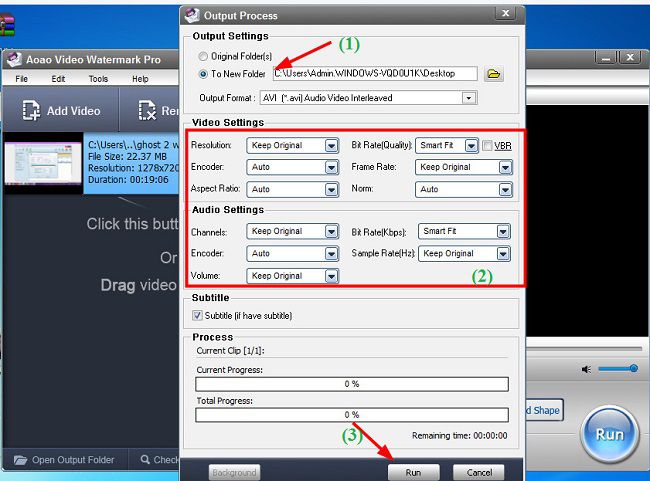 Output Process
Aoao Video Watermark Pro
File Edit Tools Help
Add Video
C:\Users\..\ghost 2 w
File Size: 22.37 MB
Resolution: 1278x720
Duration: 00:19:06
Click this butt
Or
Drag video
Open Output Folder
Output Settings
(1)
Original Folder(s)
To New Folder C:\Users\Admin.WINDOWS-VQD0U1K\Desktop
Output Format : AVI (*.avi)Audio Video Interleaved
Video Settings
Resolution: Keep Original Bit Rate(Quality): Smart Fit VBR
Encoder: Auto Frame Rate: Keep Original
Aspect Ratio: Auto Norm: Auto
Audio Settings
Channels: Keep Original Bit Rate(Kbps): Smart Fit
Encoder: Auto Sample Rate(Hz): Keep Original
Volume: Keep Original (2)
Subtitle
Subtitle (if have subtitle)
Process
Current Clip [1/1]:
Current Progress:
0 %
Total Progress:
0 %
(3) Remaining time: 00:00:00
Background Run Cancel
d Shape
Run